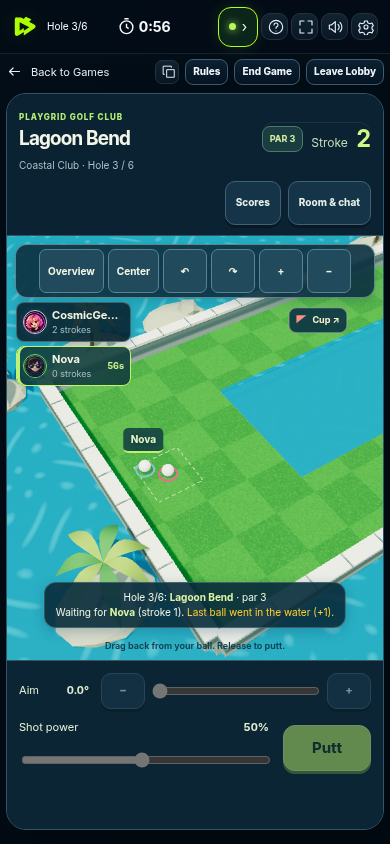 Hole 3/6
0:56
›
Back to Games
Rules
End Game
Leave Lobby
PLAYGRID GOLF CLUB
Lagoon Bend
PAR 3
Stroke 2
Coastal Club · Hole 3 / 6
Scores
Room & chat
Overview
Center
↶
↷
+
−
CosmicGe...
2 strokes
Cup ↗
Nova
0 strokes
56s
Nova
Hole 3/6: Lagoon Bend · par 3
Waiting for Nova (stroke 1). Last ball went in the water (+1).
Drag back from your ball. Release to putt.
Aim
0.0°
−
+
Shot power
50%
Putt